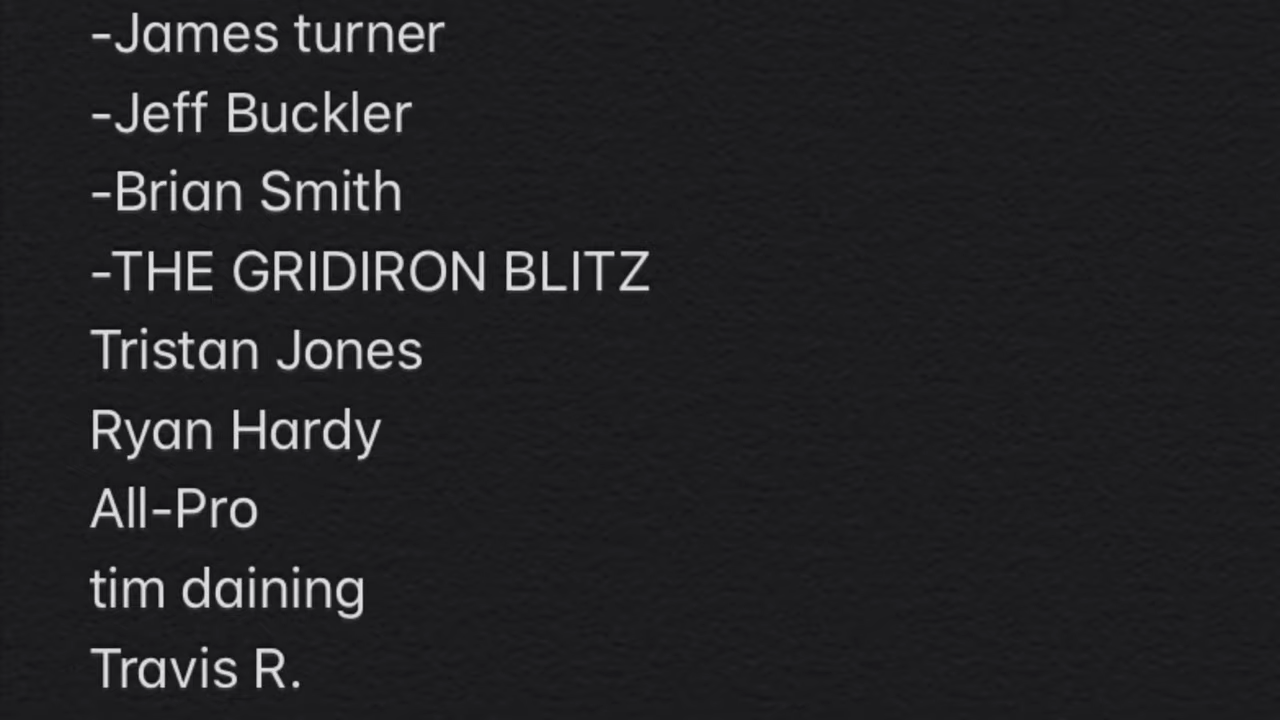 -James turner
-Jeff Buckler
-Brian Smith
-THE GRIDIRON BLITZ
Tristan Jones
Ryan Hardy
All-Pro
tim daining
Travis R.